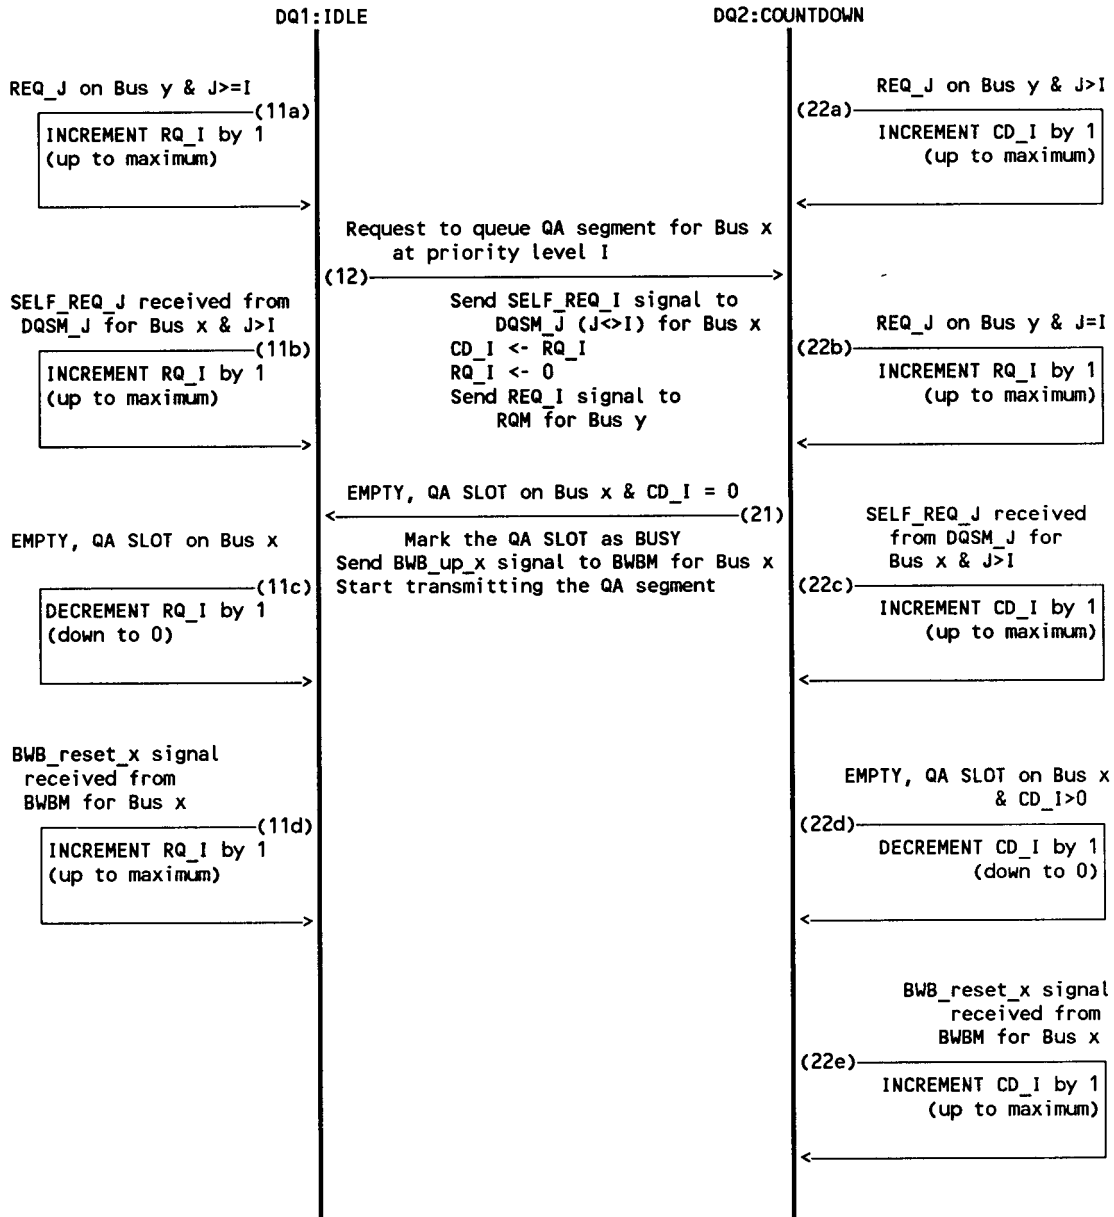 DQ1:IDLE
DQ2:COUNTDOWN
REQ_J on Bus y & J>=I
(11a)
INCREMENT RQ_I by 1
(up to maximum)
REQ_J on Bus y & J>I
(22a)
INCREMENT CD_I by 1
(up to maximum)
Request to queue QA segment for Bus x
at priority level I
(12)
Send SELF_REQ_I signal to
DQSM_J (J<>I) for Bus x
CD_I <- RQ_I
RQ_I <- 0
Send REQ_I signal to
RQM for Bus y
SELF_REQ_J received from
DQSM_J for Bus x & J>I
(11b)
INCREMENT RQ_I by 1
(up to maximum)
REQ_J on Bus y & J=I
(22b)
INCREMENT RQ_I by 1
(up to maximum)
EMPTY, QA SLOT on Bus x & CD_I = 0
(21)
Mark the QA SLOT as BUSY
Send BWB_up_x signal to BWBM for Bus x
Start transmitting the QA segment
EMPTY, QA SLOT on Bus x
(11c)
DECREMENT RQ_I by 1
(down to 0)
SELF_REQ_J received
from DQSM_J for
Bus x & J>I
(22c)
INCREMENT CD_I by 1
(up to maximum)
BWB_reset_x signal
received from
BWBM for Bus x
(11d)
INCREMENT RQ_I by 1
(up to maximum)
EMPTY, QA SLOT on Bus x
& CD_I>0
(22d)
DECREMENT CD_I by 1
(down to 0)
BWB_reset_x signal
received from
BWBM for Bus x
(22e)
INCREMENT CD_I by 1
(up to maximum)